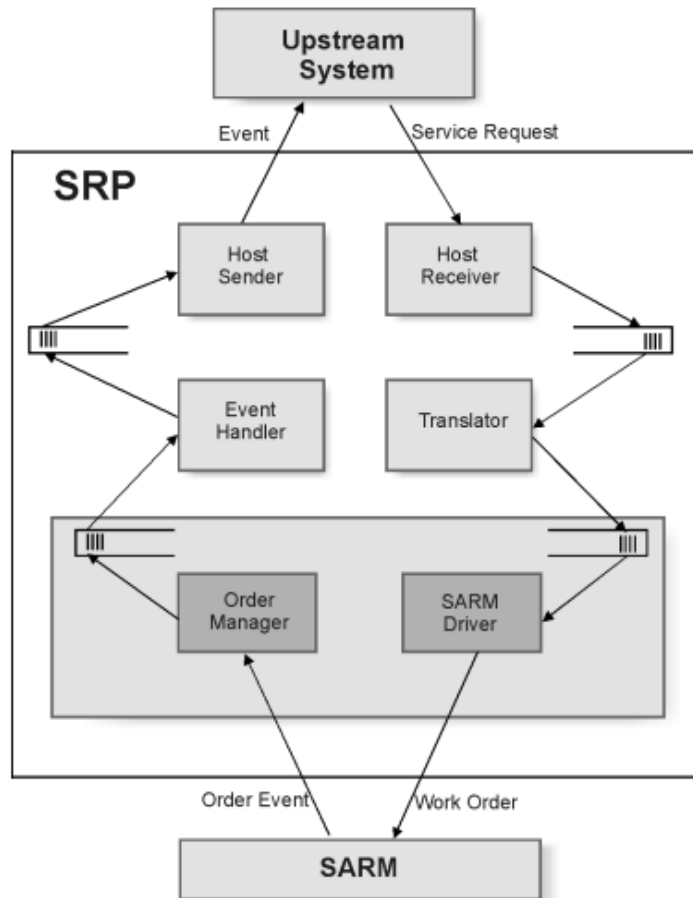 Upstream
System
Event
Service Request
SRP
Host
Sender
Host
Receiver
Event
Handler
Translator
Order
Manager
SARM
Driver
Order Event
Work Order
SARM